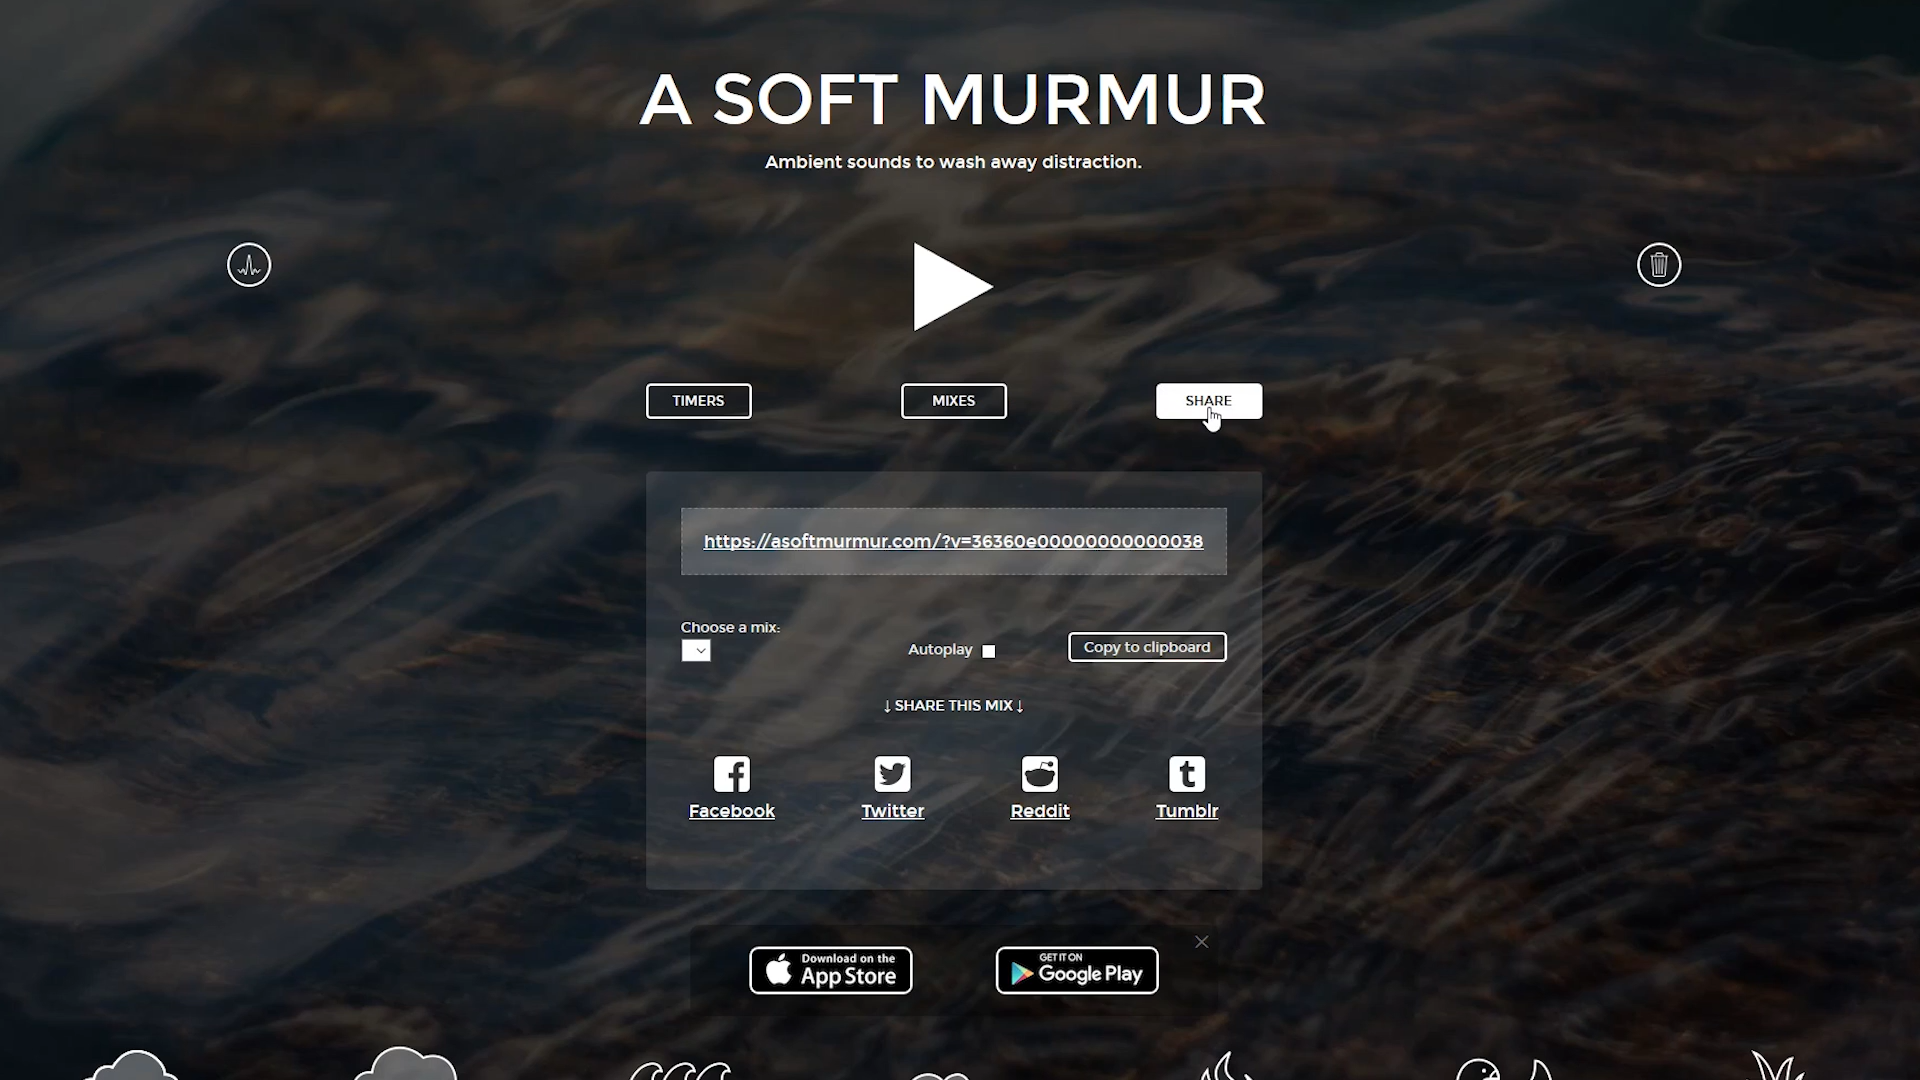 A SOFT MURMUR
Ambient sounds to wash away distraction.
TIMERS
MIXES
SHARE
https://asoftmurmur.com/?v=36360e00000000000038
Choose a mix:
Autoplay
Copy to clipboard
↓ SHARE THIS MIX ↓
Facebook
Twitter
Reddit
Tumblr
Download on the
App Store
GET IT ON
Google Play